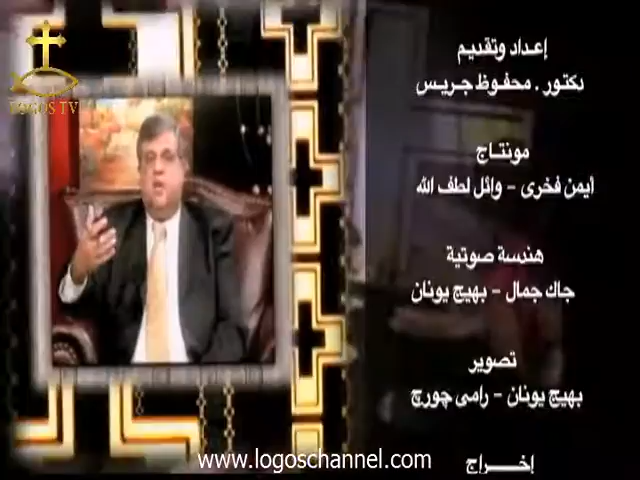 LOGOS TV
إعداد وتقديم
دكتور . محفوظ جريس
مونتاج
أيمن فخرى - وائل لطف الله
هندسة صوتية
جاك جمال - بهيج يونان
تصوير
بهيج يونان - رامى چورچ
إخراج
www.logoschannel.com